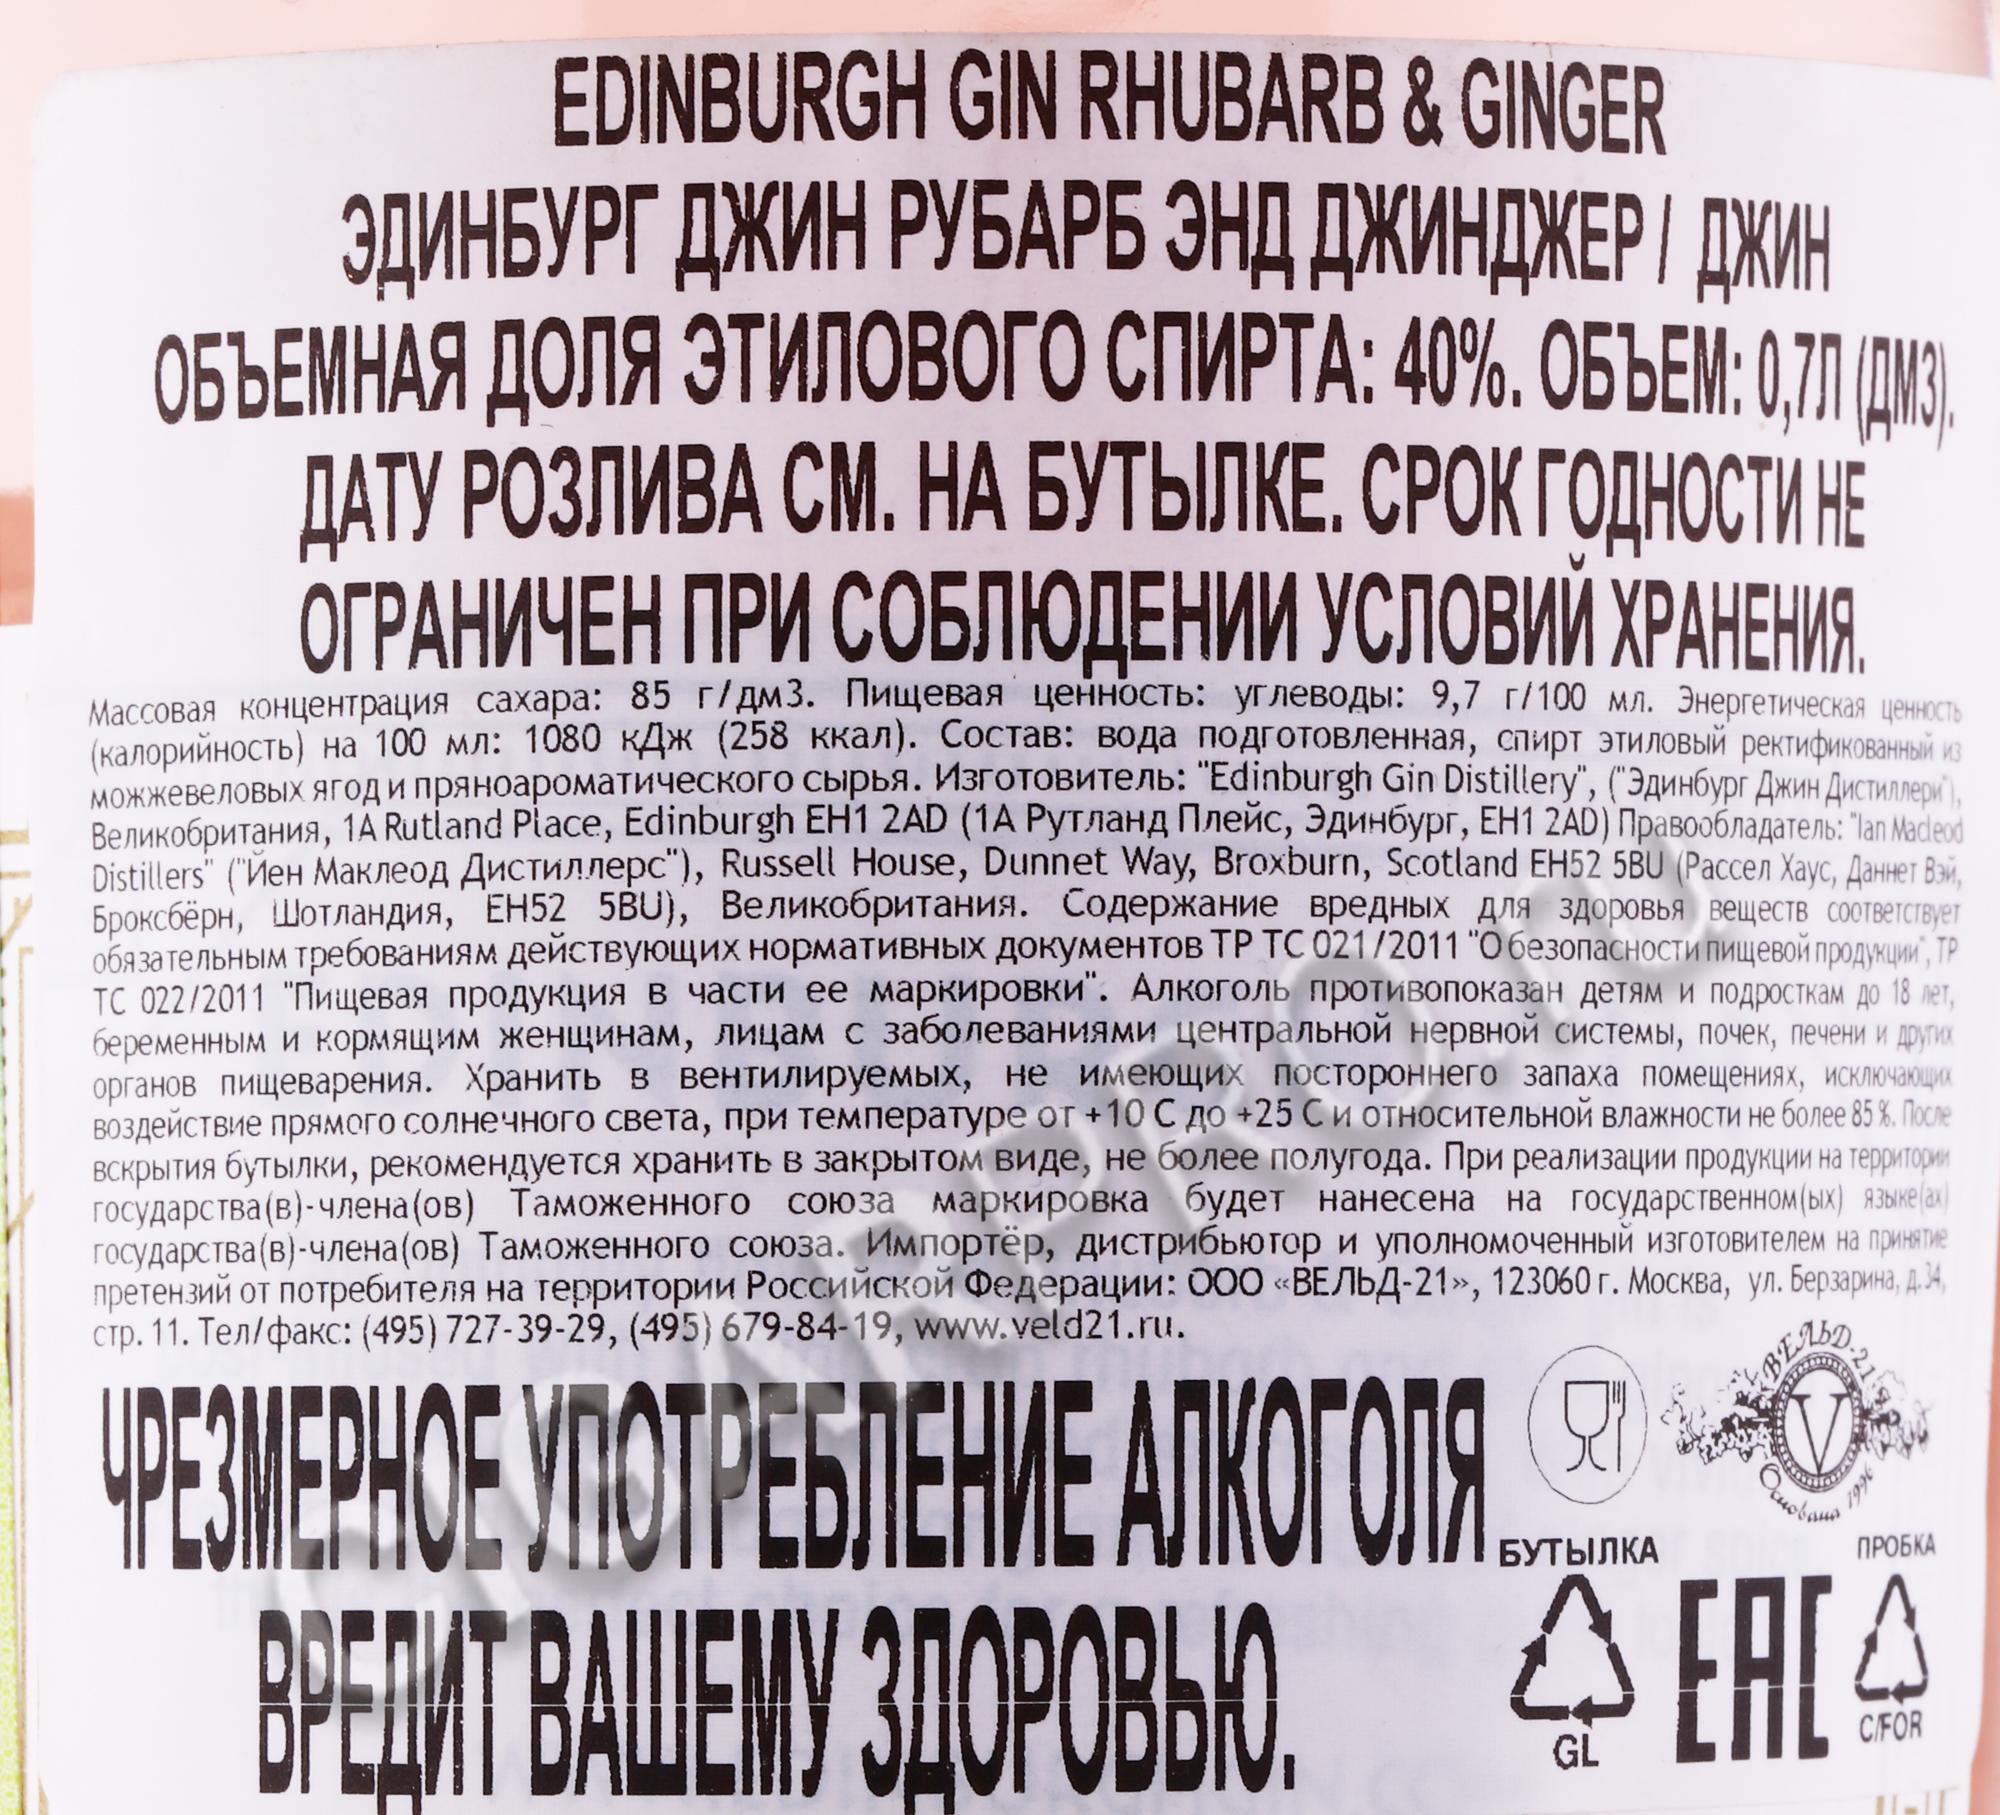 EDINBURGH GIN RHUBARB & GINGER
ЭДИНБУРГ ДЖИН РУБАРБ ЭНД ДЖИНДЖЕР / ДЖИН
ОБЪЕМНАЯ ДОЛЯ ЭТИЛОВОГО СПИРТА: 40%. ОБЪЕМ: 0,7Л (ДМ3).
ДАТУ РОЗЛИВА СМ. НА БУТЫЛКЕ. СРОК ГОДНОСТИ НЕ
ОГРАНИЧЕН ПРИ СОБЛЮДЕНИИ УСЛОВИЙ ХРАНЕНИЯ.
Массовая концентрация сахара: 85 г/дм3. Пищевая ценность: углеводы: 9,7 г/100 мл. Энергетическая ценность
(калорийность) на 100 мл: 1080 кДж (258 ккал). Состав: вода подготовленная, спирт этиловый ректификованный из
можжевеловых ягод и пряноароматического сырья. Изготовитель: "Edinburgh Gin Distillery", ("Эдинбург Джин Дистиллери"),
Великобритания, 1A Rutland Place, Edinburgh EH1 2AD (1А Рутланд Плейс, Эдинбург, EH1 2AD) Правообладатель: "Ian Macleod
Distillers" ("Йен Маклеод Дистиллерс"), Russell House, Dunnet Way, Broxburn, Scotland EH52 5BU (Рассел Хаус, Даннет Вэй,
Броксбёрн, Шотландия, EH52 5BU), Великобритания. Содержание вредных для здоровья веществ соответствует
обязательным требованиям действующих нормативных документов ТР ТС 021/2011 "О безопасности пищевой продукции", ТР
ТС 022/2011 "Пищевая продукция в части ее маркировки". Алкоголь противопоказан детям и подросткам до 18 лет,
беременным и кормящим женщинам, лицам с заболеваниями центральной нервной системы, почек, печени и других
органов пищеварения. Хранить в вентилируемых, не имеющих постороннего запаха помещениях, исключающих
воздействие прямого солнечного света, при температуре от +10 С до +25 С и относительной влажности не более 85 %. После
вскрытия бутылки, рекомендуется хранить в закрытом виде, не более полугода. При реализации продукции на территории
государства(в)-члена(ов) Таможенного союза маркировка будет нанесена на государственном(ых) языке(ах)
государства(в)-члена(ов) Таможенного союза. Импортёр, дистрибьютор и уполномоченный изготовителем на принятие
претензий от потребителя на территории Российской Федерации: ООО «ВЕЛЬД-21», 123060 г. Москва, ул. Берзарина, д.34,
стр. 11. Тел/факс: (495) 727-39-29, (495) 679-84-19, www.veld21.ru.
ЧРЕЗМЕРНОЕ УПОТРЕБЛЕНИЕ АЛКОГОЛЯ
ВРЕДИТ ВАШЕМУ ЗДОРОВЬЮ.
ВЕЛЬД-21
V
Основана 1996
БУТЫЛКА
ПРОБКА
GL
EAC
C/FOR
CIGARPRO.ru